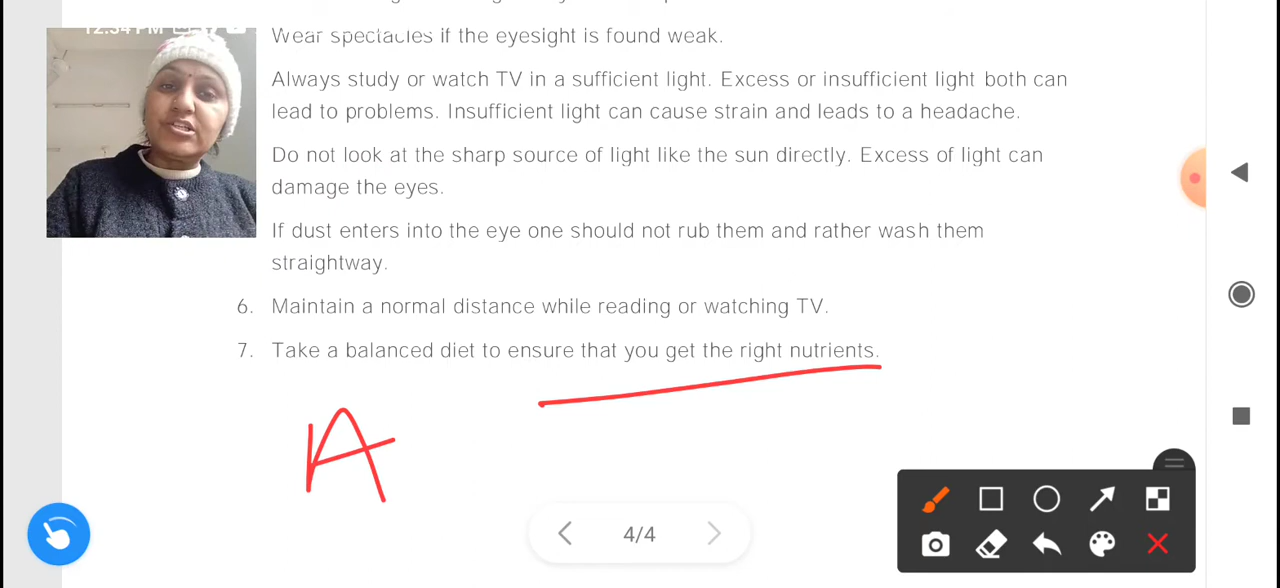 12:34 PM
Wear spectacles if the eyesight is found weak.
Always study or watch TV in a sufficient light. Excess or insufficient light both can
lead to problems. Insufficient light can cause strain and leads to a headache.
Do not look at the sharp source of light like the sun directly. Excess of light can
damage the eyes.
If dust enters into the eye one should not rub them and rather wash them
straightway.
6. Maintain a normal distance while reading or watching TV.
7. Take a balanced diet to ensure that you get the right nutrients.
A
4/4